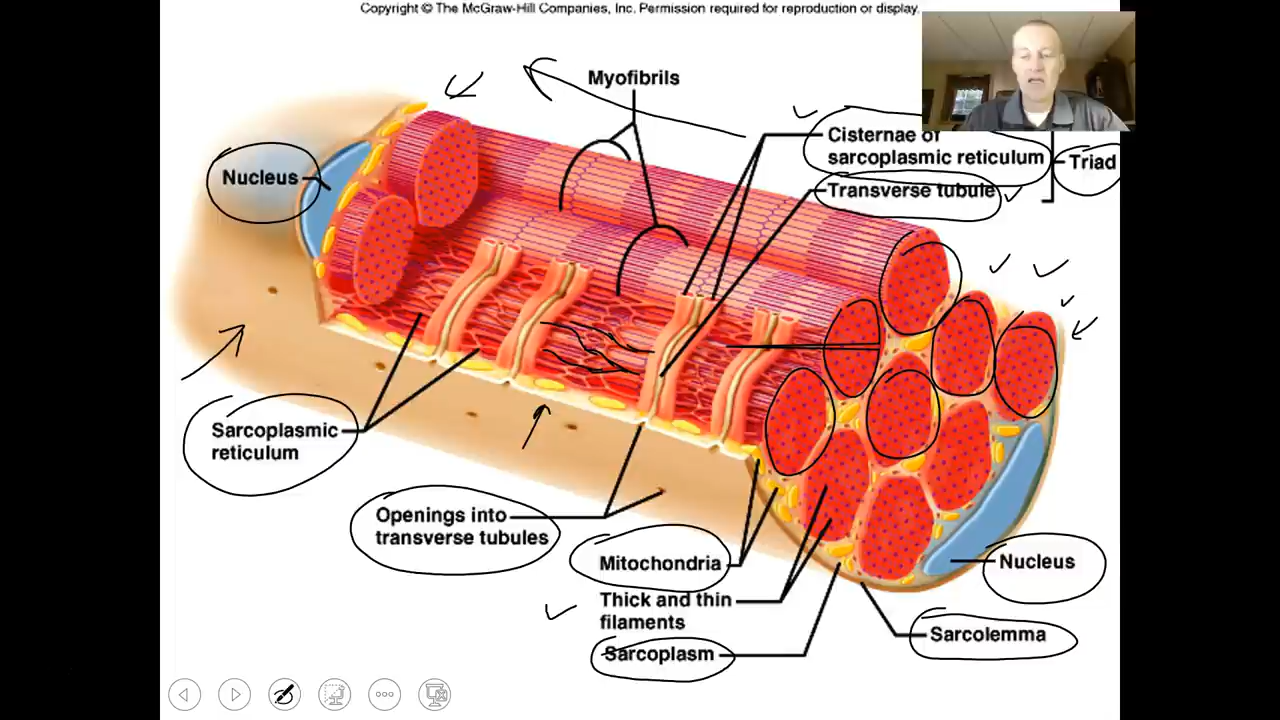 Copyright © The McGraw-Hill Companies, Inc. Permission required for reproduction or display.
Myofibrils
Cisternae of
sarcoplasmic reticulum
Triad
Nucleus
Transverse tubule
Sarcoplasmic
reticulum
Openings into
transverse tubules
Mitochondria
Nucleus
Thick and thin
filaments
Sarcolemma
Sarcoplasm